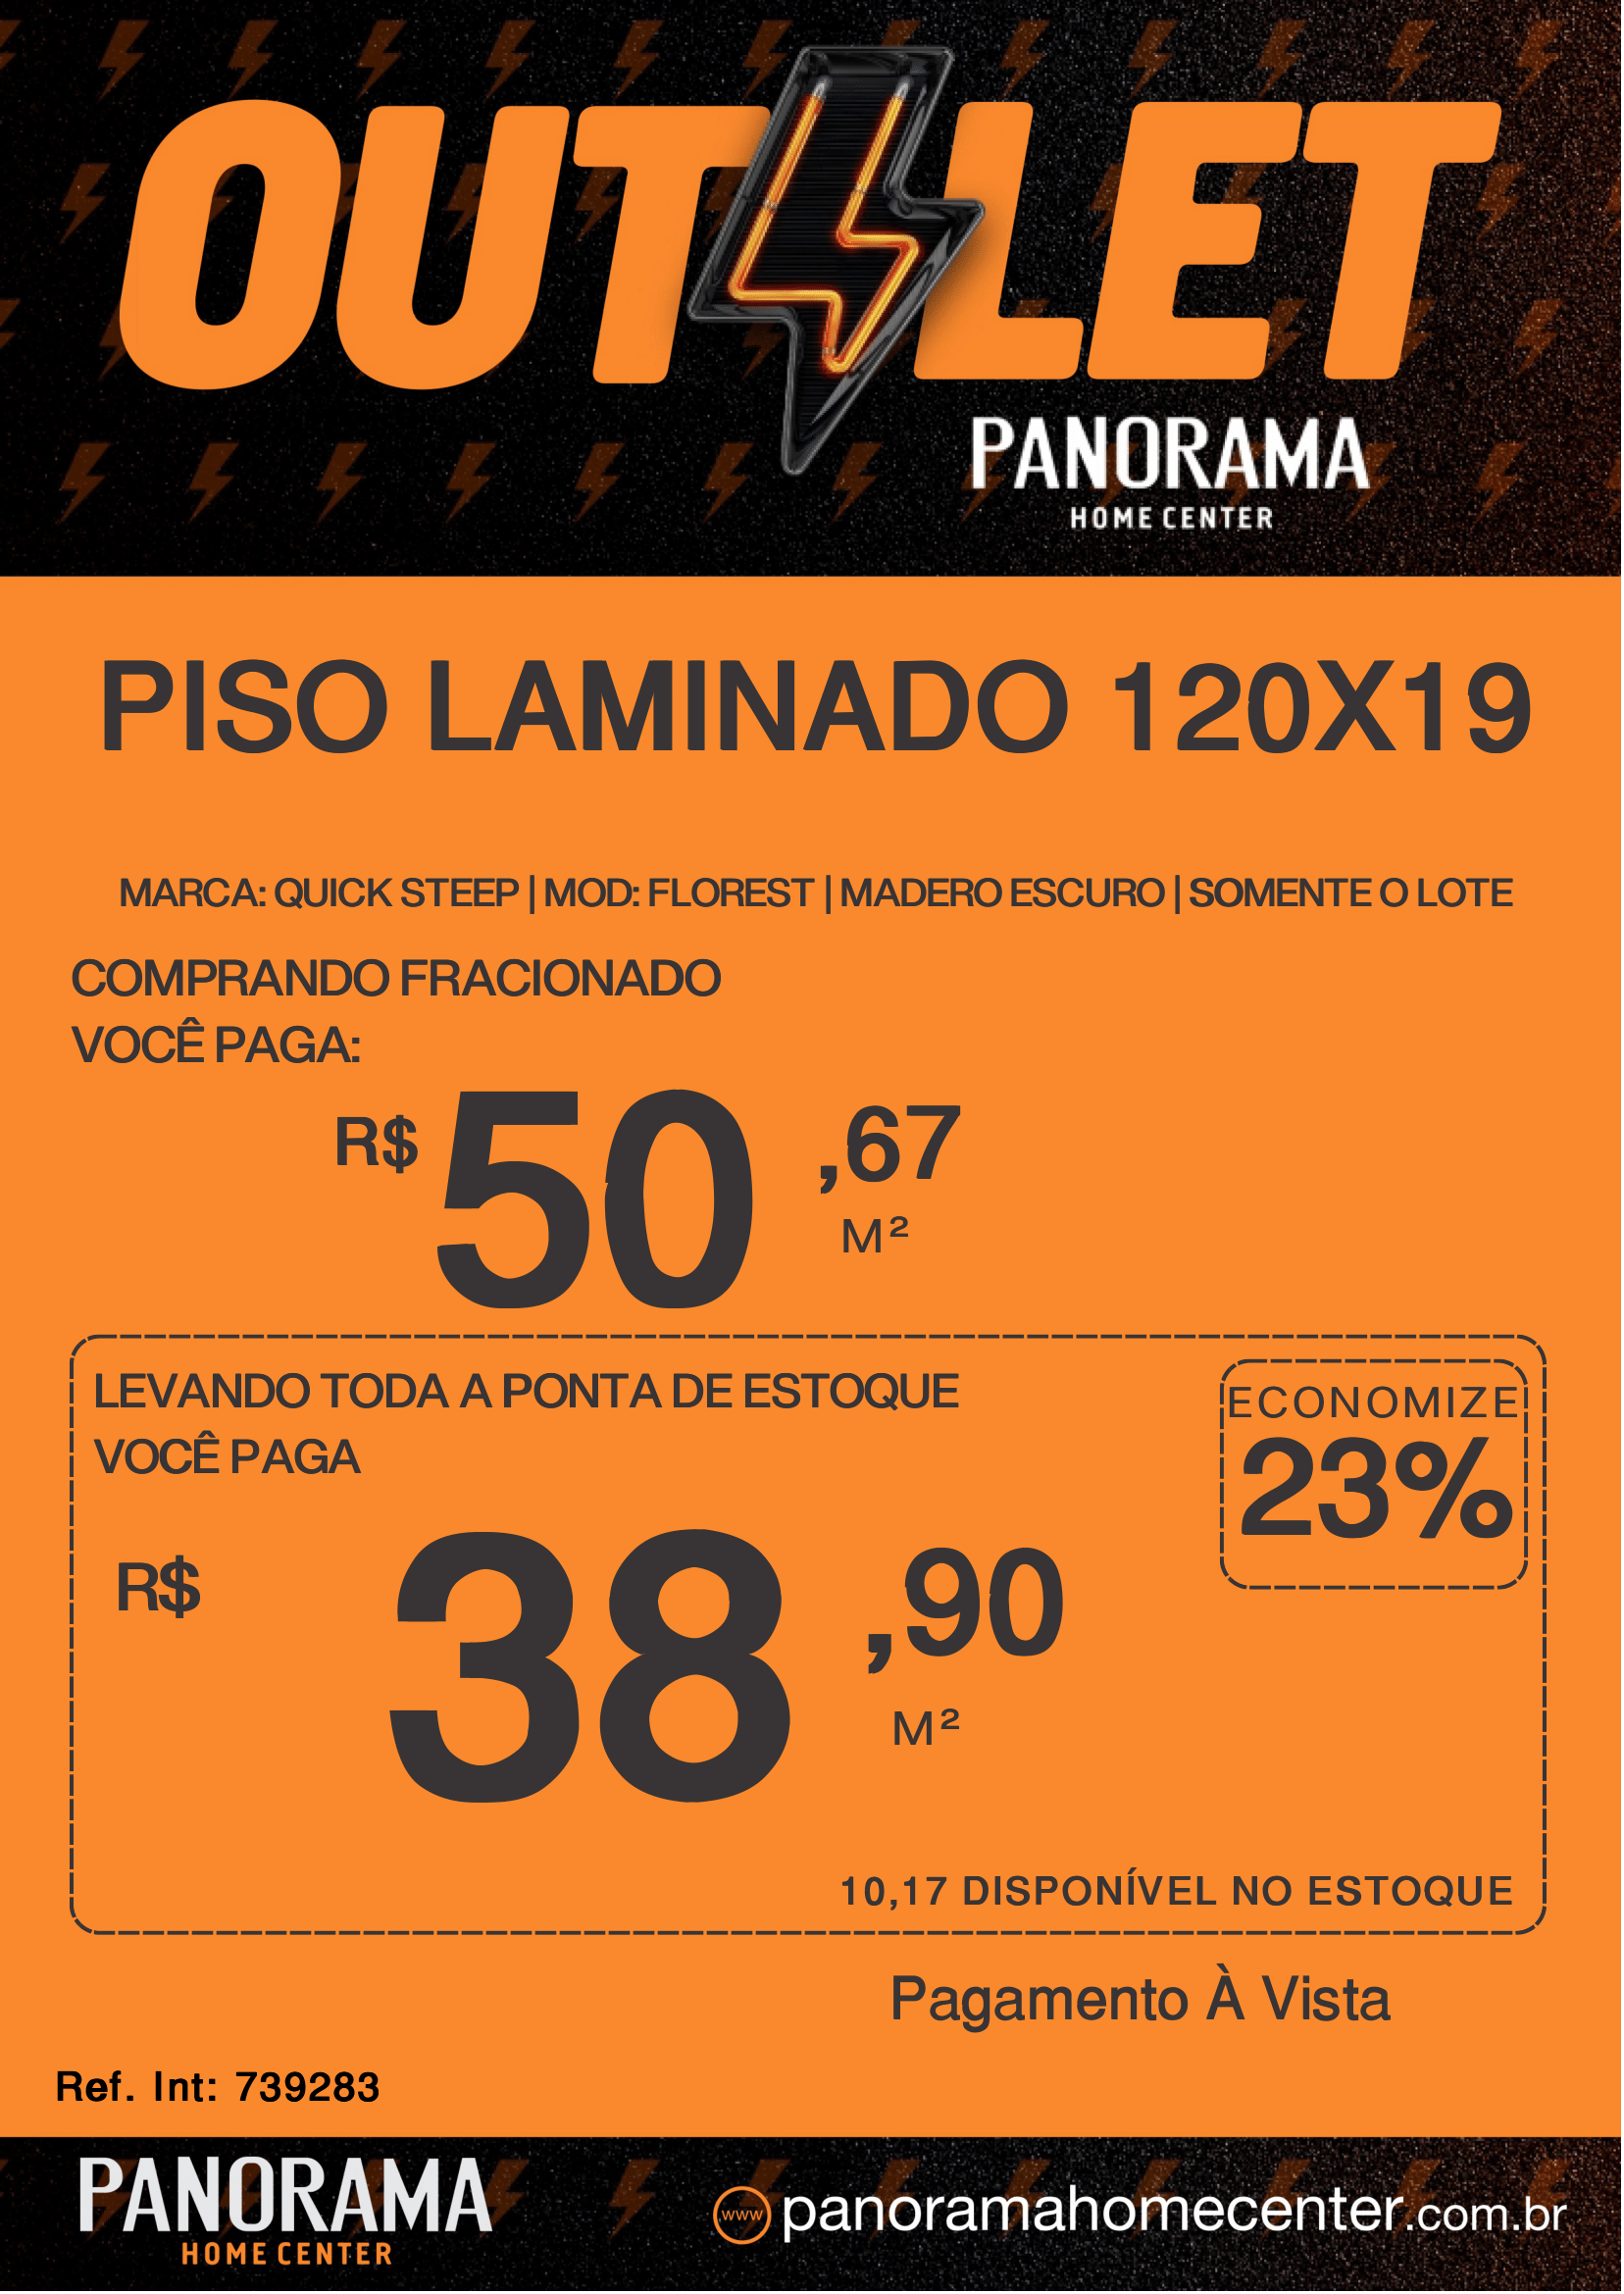 OUTLET
PANORAMA
HOME CENTER
PISO LAMINADO 120X19
MARCA: QUICK STEEP | MOD: FLOREST | MADERO ESCURO | SOMENTE O LOTE
COMPRANDO FRACIONADO
VOCÊ PAGA:
R$ 50,67
M²
LEVANDO TODA A PONTA DE ESTOQUE
VOCÊ PAGA
ECONOMIZE
23%
R$ 38,90
M²
10,17 DISPONÍVEL NO ESTOQUE
Pagamento À Vista
Ref. Int: 739283
PANORAMA
HOME CENTER
www panoramahomecenter.com.br